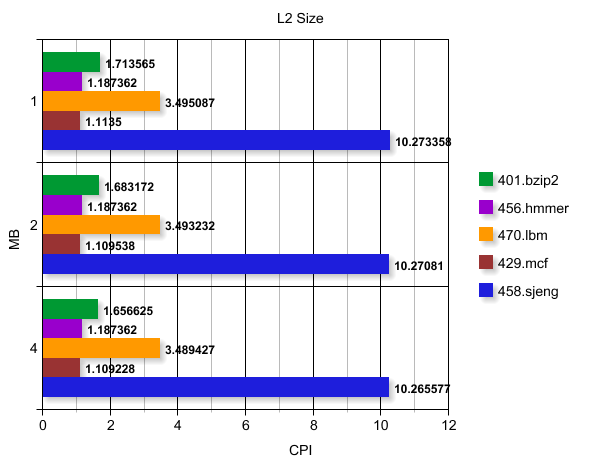 L2 Size
1.713565
1.187362
1
3.495087
1.1135
10.273358
1.683172
1.187362
2
3.493232
1.109538
10.27081
1.656625
1.187362
4
3.489427
1.109228
10.265577
MB
0 2 4 6 8 10 12
CPI
401.bzip2
456.hmmer
470.lbm
429.mcf
458.sjeng